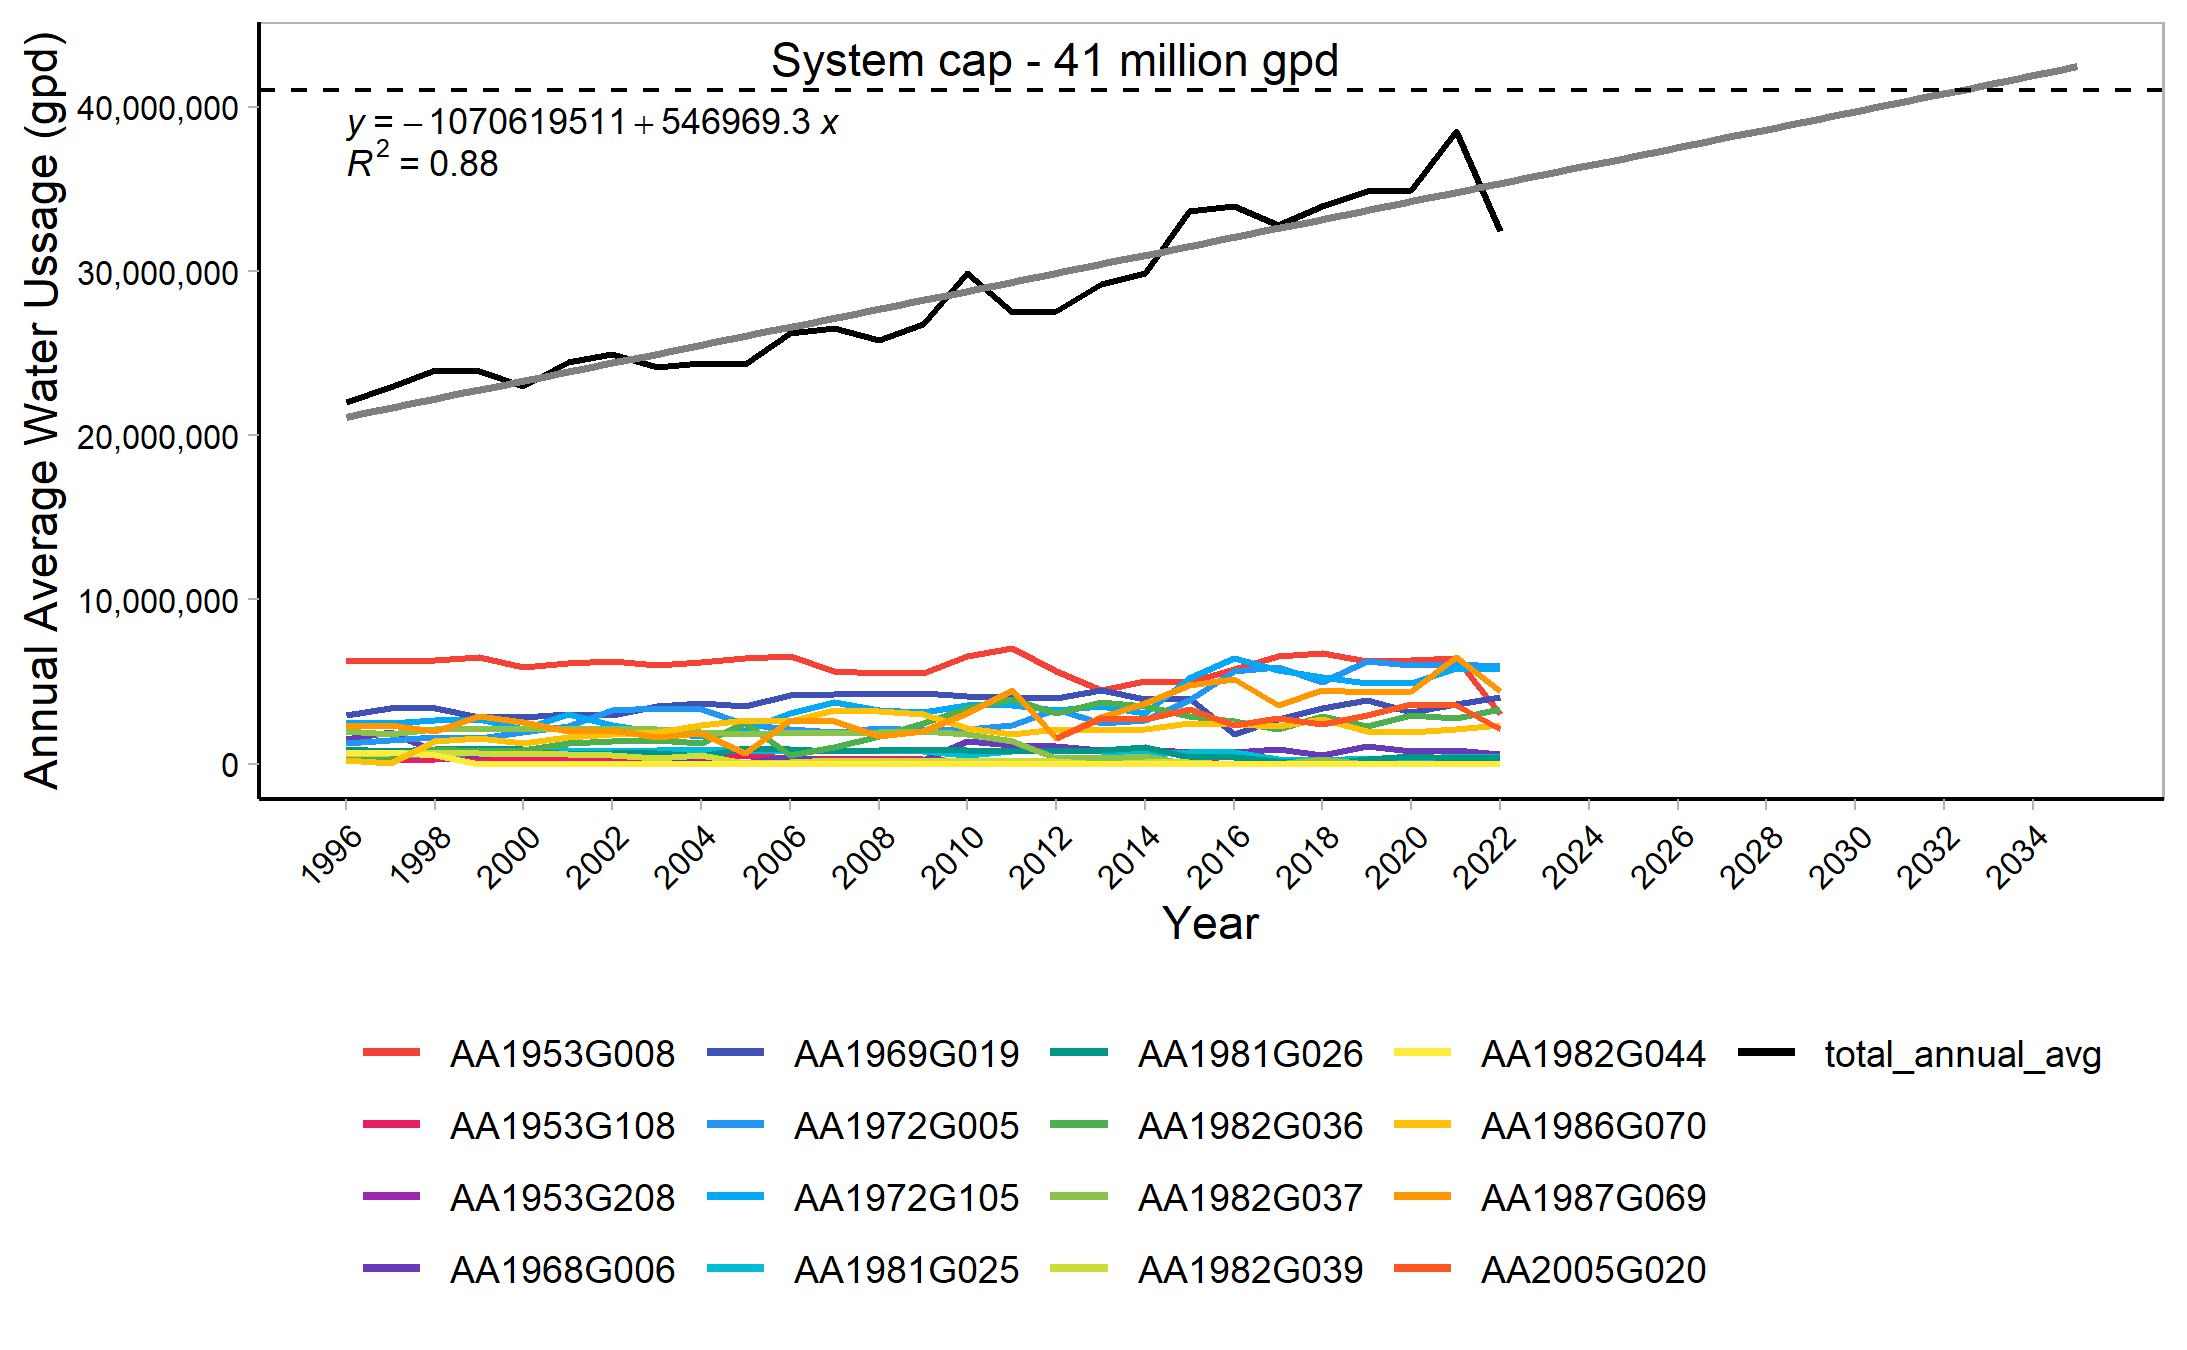 System cap - 41 million gpd
y = − 1070619511 + 546969.3 x
R² = 0.88
Annual Average Water Ussage (gpd)
40,000,000
30,000,000
20,000,000
10,000,000
0
1996 1998 2000 2002 2004 2006 2008 2010 2012 2014 2016 2018 2020 2022 2024 2026 2028 2030 2032 2034
Year
AA1953G008 AA1969G019 AA1981G026 AA1982G044 total_annual_avg
AA1953G108 AA1972G005 AA1982G036 AA1986G070
AA1953G208 AA1972G105 AA1982G037 AA1987G069
AA1968G006 AA1981G025 AA1982G039 AA2005G020